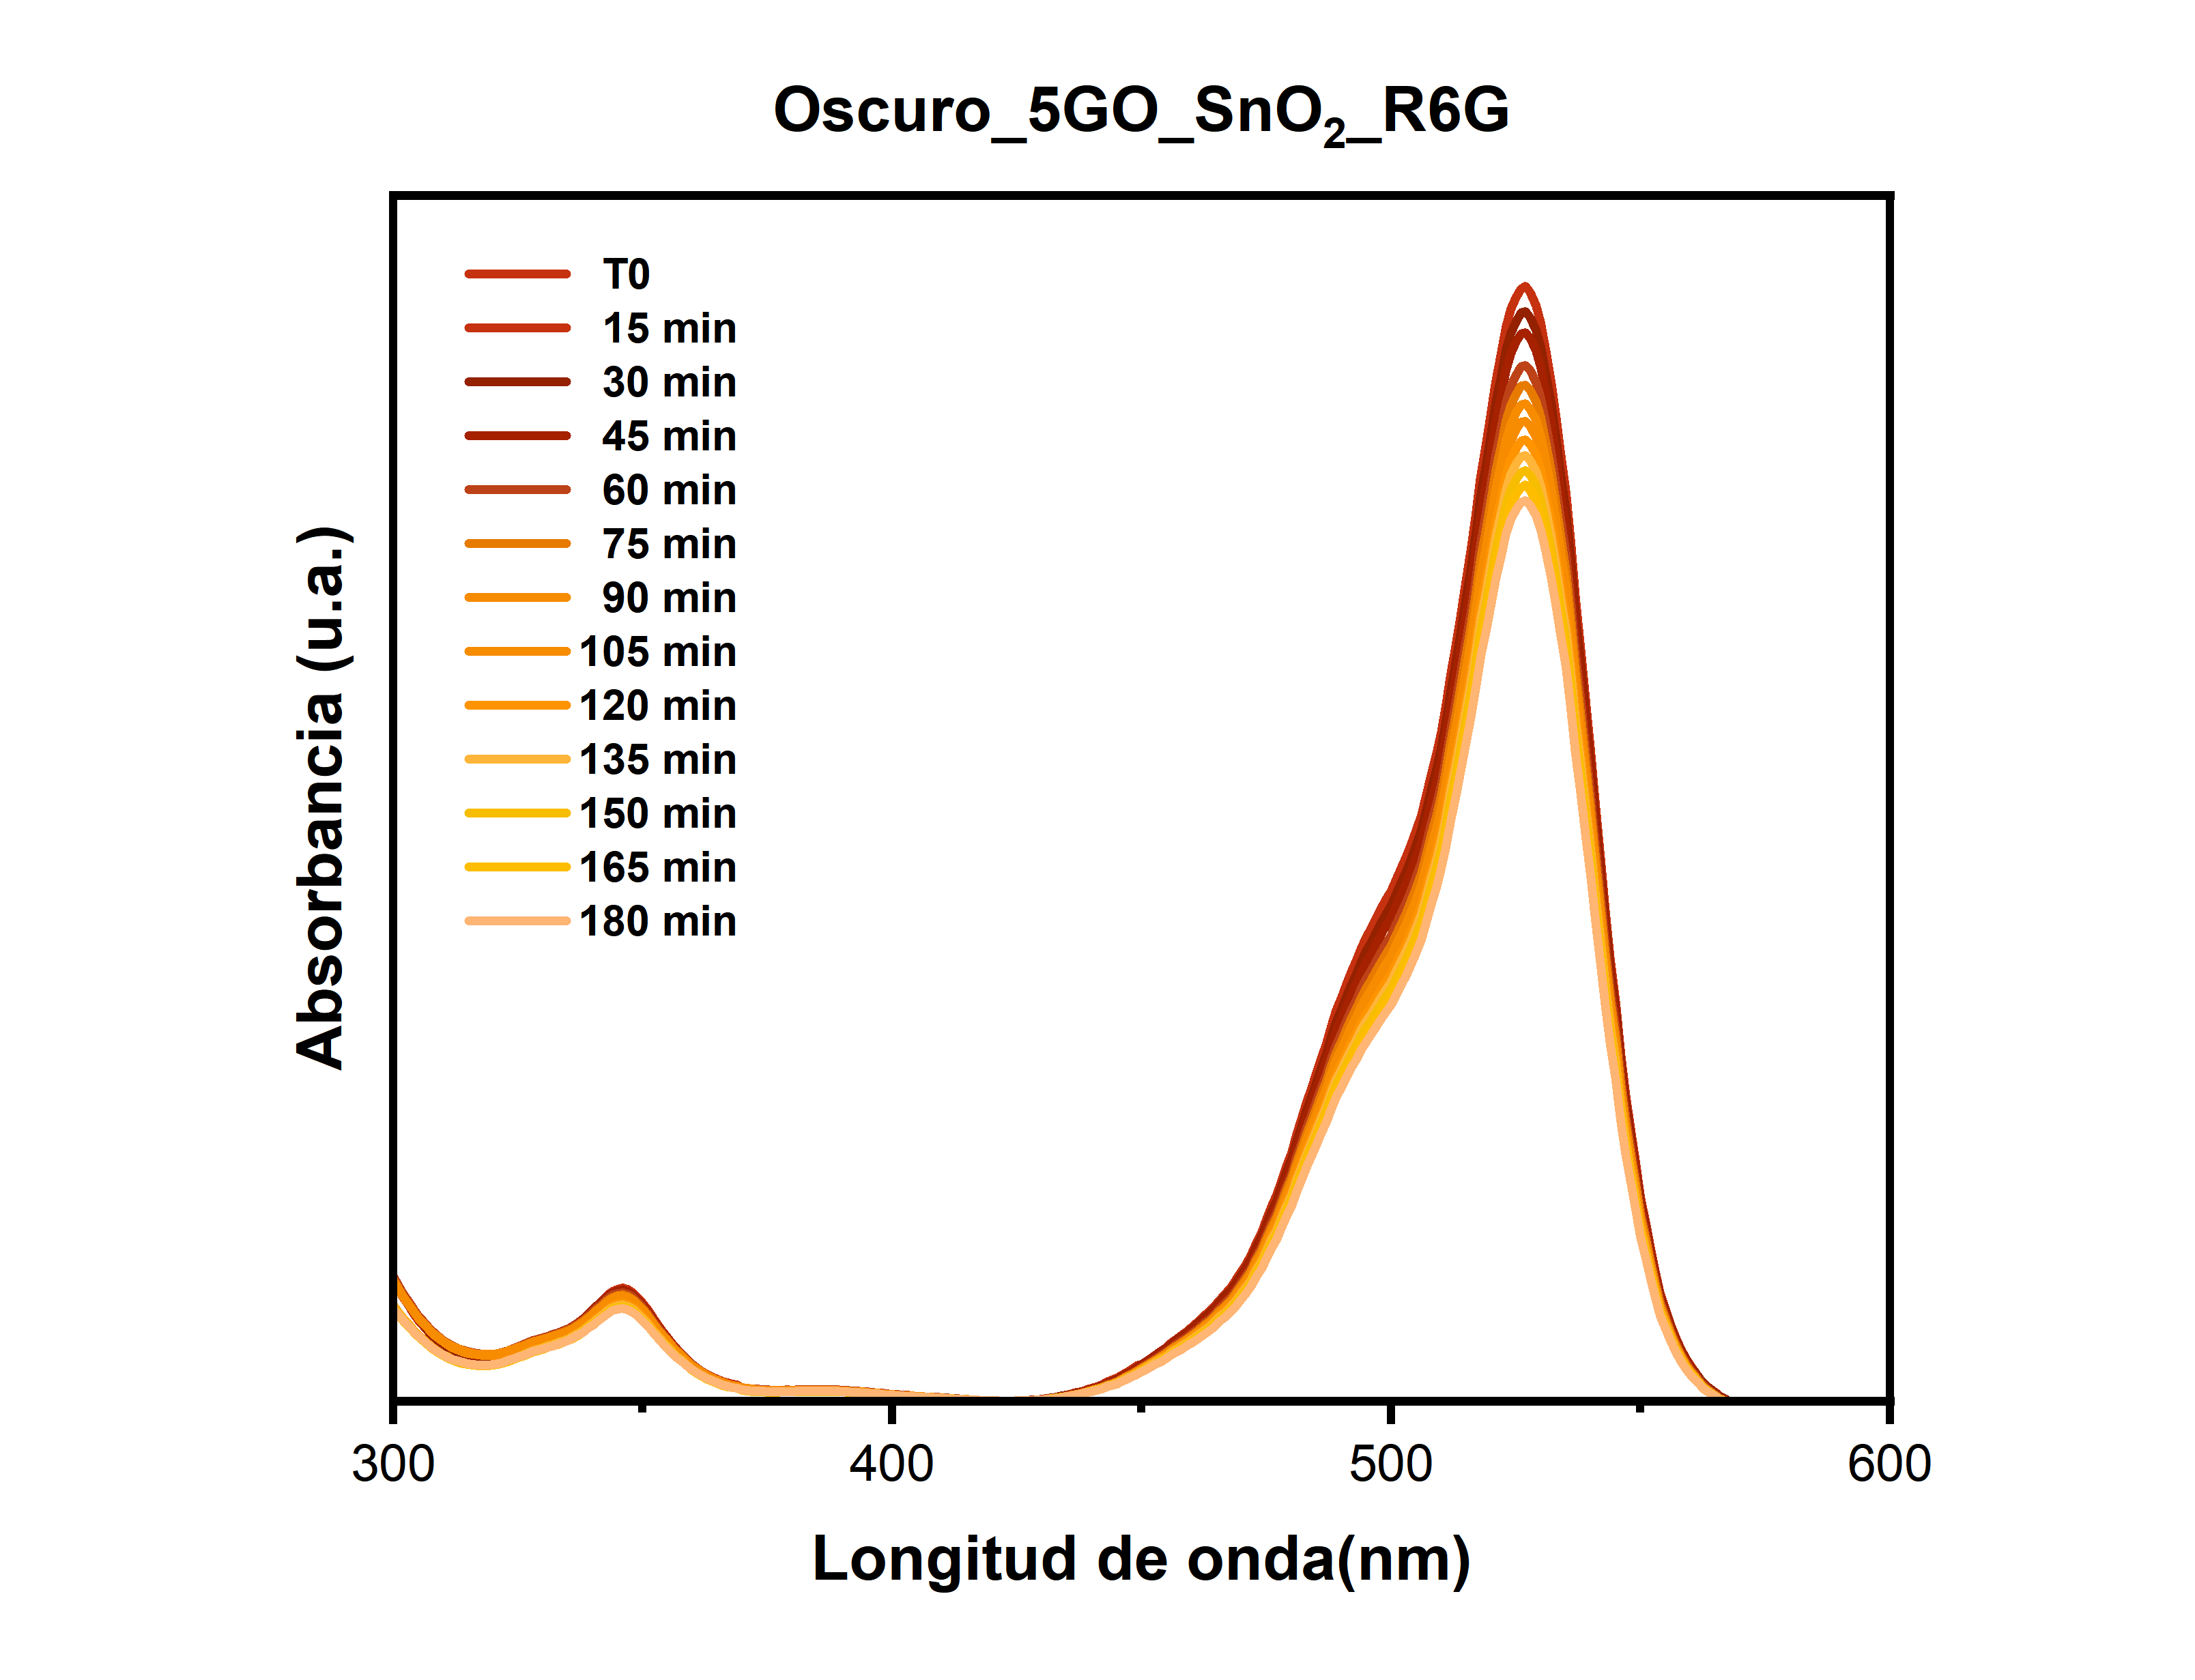 Oscuro_5GO_SnO₂_R6G
T0
15 min
30 min
45 min
60 min
75 min
90 min
105 min
120 min
135 min
150 min
165 min
180 min
Absorbancia (u.a.)
300 400 500 600
Longitud de onda(nm)